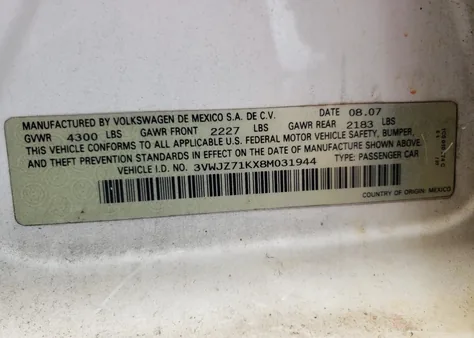 MANUFACTURED BY VOLKSWAGEN DE MEXICO S.A. DE C.V. DATE 08.07
GVWR 4300 LBS GAWR FRONT 2227 LBS GAWR REAR 2183 LBS
THIS VEHICLE CONFORMS TO ALL APPLICABLE U.S. FEDERAL MOTOR VEHICLE SAFETY, BUMPER,
AND THEFT PREVENTION STANDARDS IN EFFECT ON THE DATE OF MANUFACTURE SHOWN ABOVE.
VEHICLE I.D. NO. 3VWJZ71KX8M031944 TYPE: PASSENGER CAR
COUNTRY OF ORIGIN: MEXICO